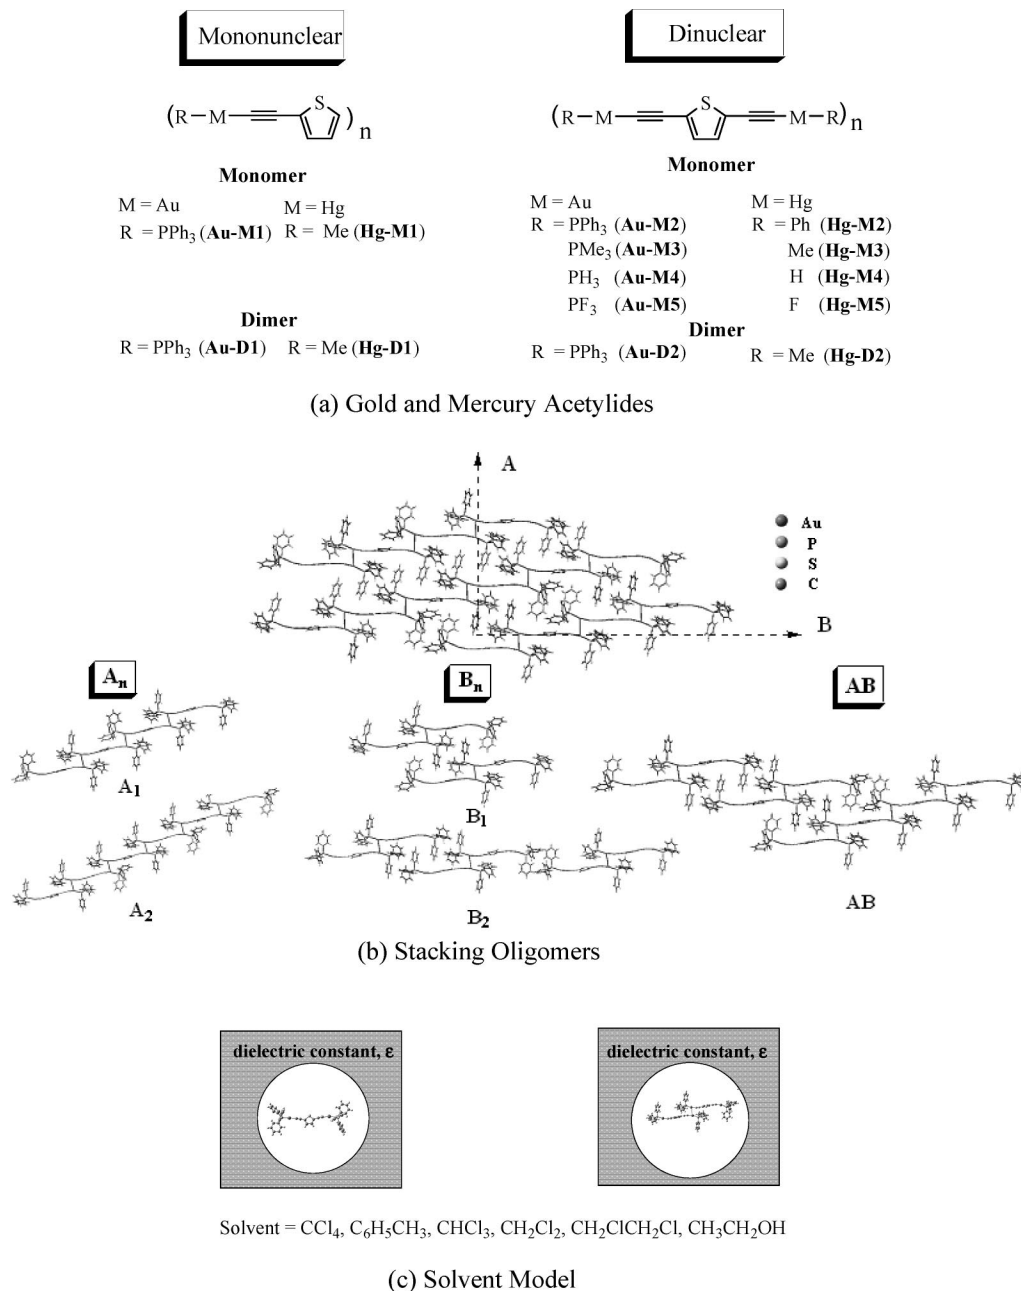 Mononunclear
Dinuclear
(R–M–≡–S)n
(R–M–≡–S–≡–M–R)n
Monomer
M = Au M = Hg
R = PPh3 (Au-M1) R = Me (Hg-M1)
Dimer
R = PPh3 (Au-D1) R = Me (Hg-D1)
Monomer
M = Au M = Hg
R = PPh3 (Au-M2) R = Ph (Hg-M2)
PMe3 (Au-M3) Me (Hg-M3)
PH3 (Au-M4) H (Hg-M4)
PF3 (Au-M5) F (Hg-M5)
Dimer
R = PPh3 (Au-D2) R = Me (Hg-D2)
(a) Gold and Mercury Acetylides
A
Au
P
S
C
B
An
Bn
AB
A1
B1
A2
B2
AB
(b) Stacking Oligomers
dielectric constant, ε
dielectric constant, ε
Solvent = CCl4, C6H5CH3, CHCl3, CH2Cl2, CH2ClCH2Cl, CH3CH2OH
(c) Solvent Model